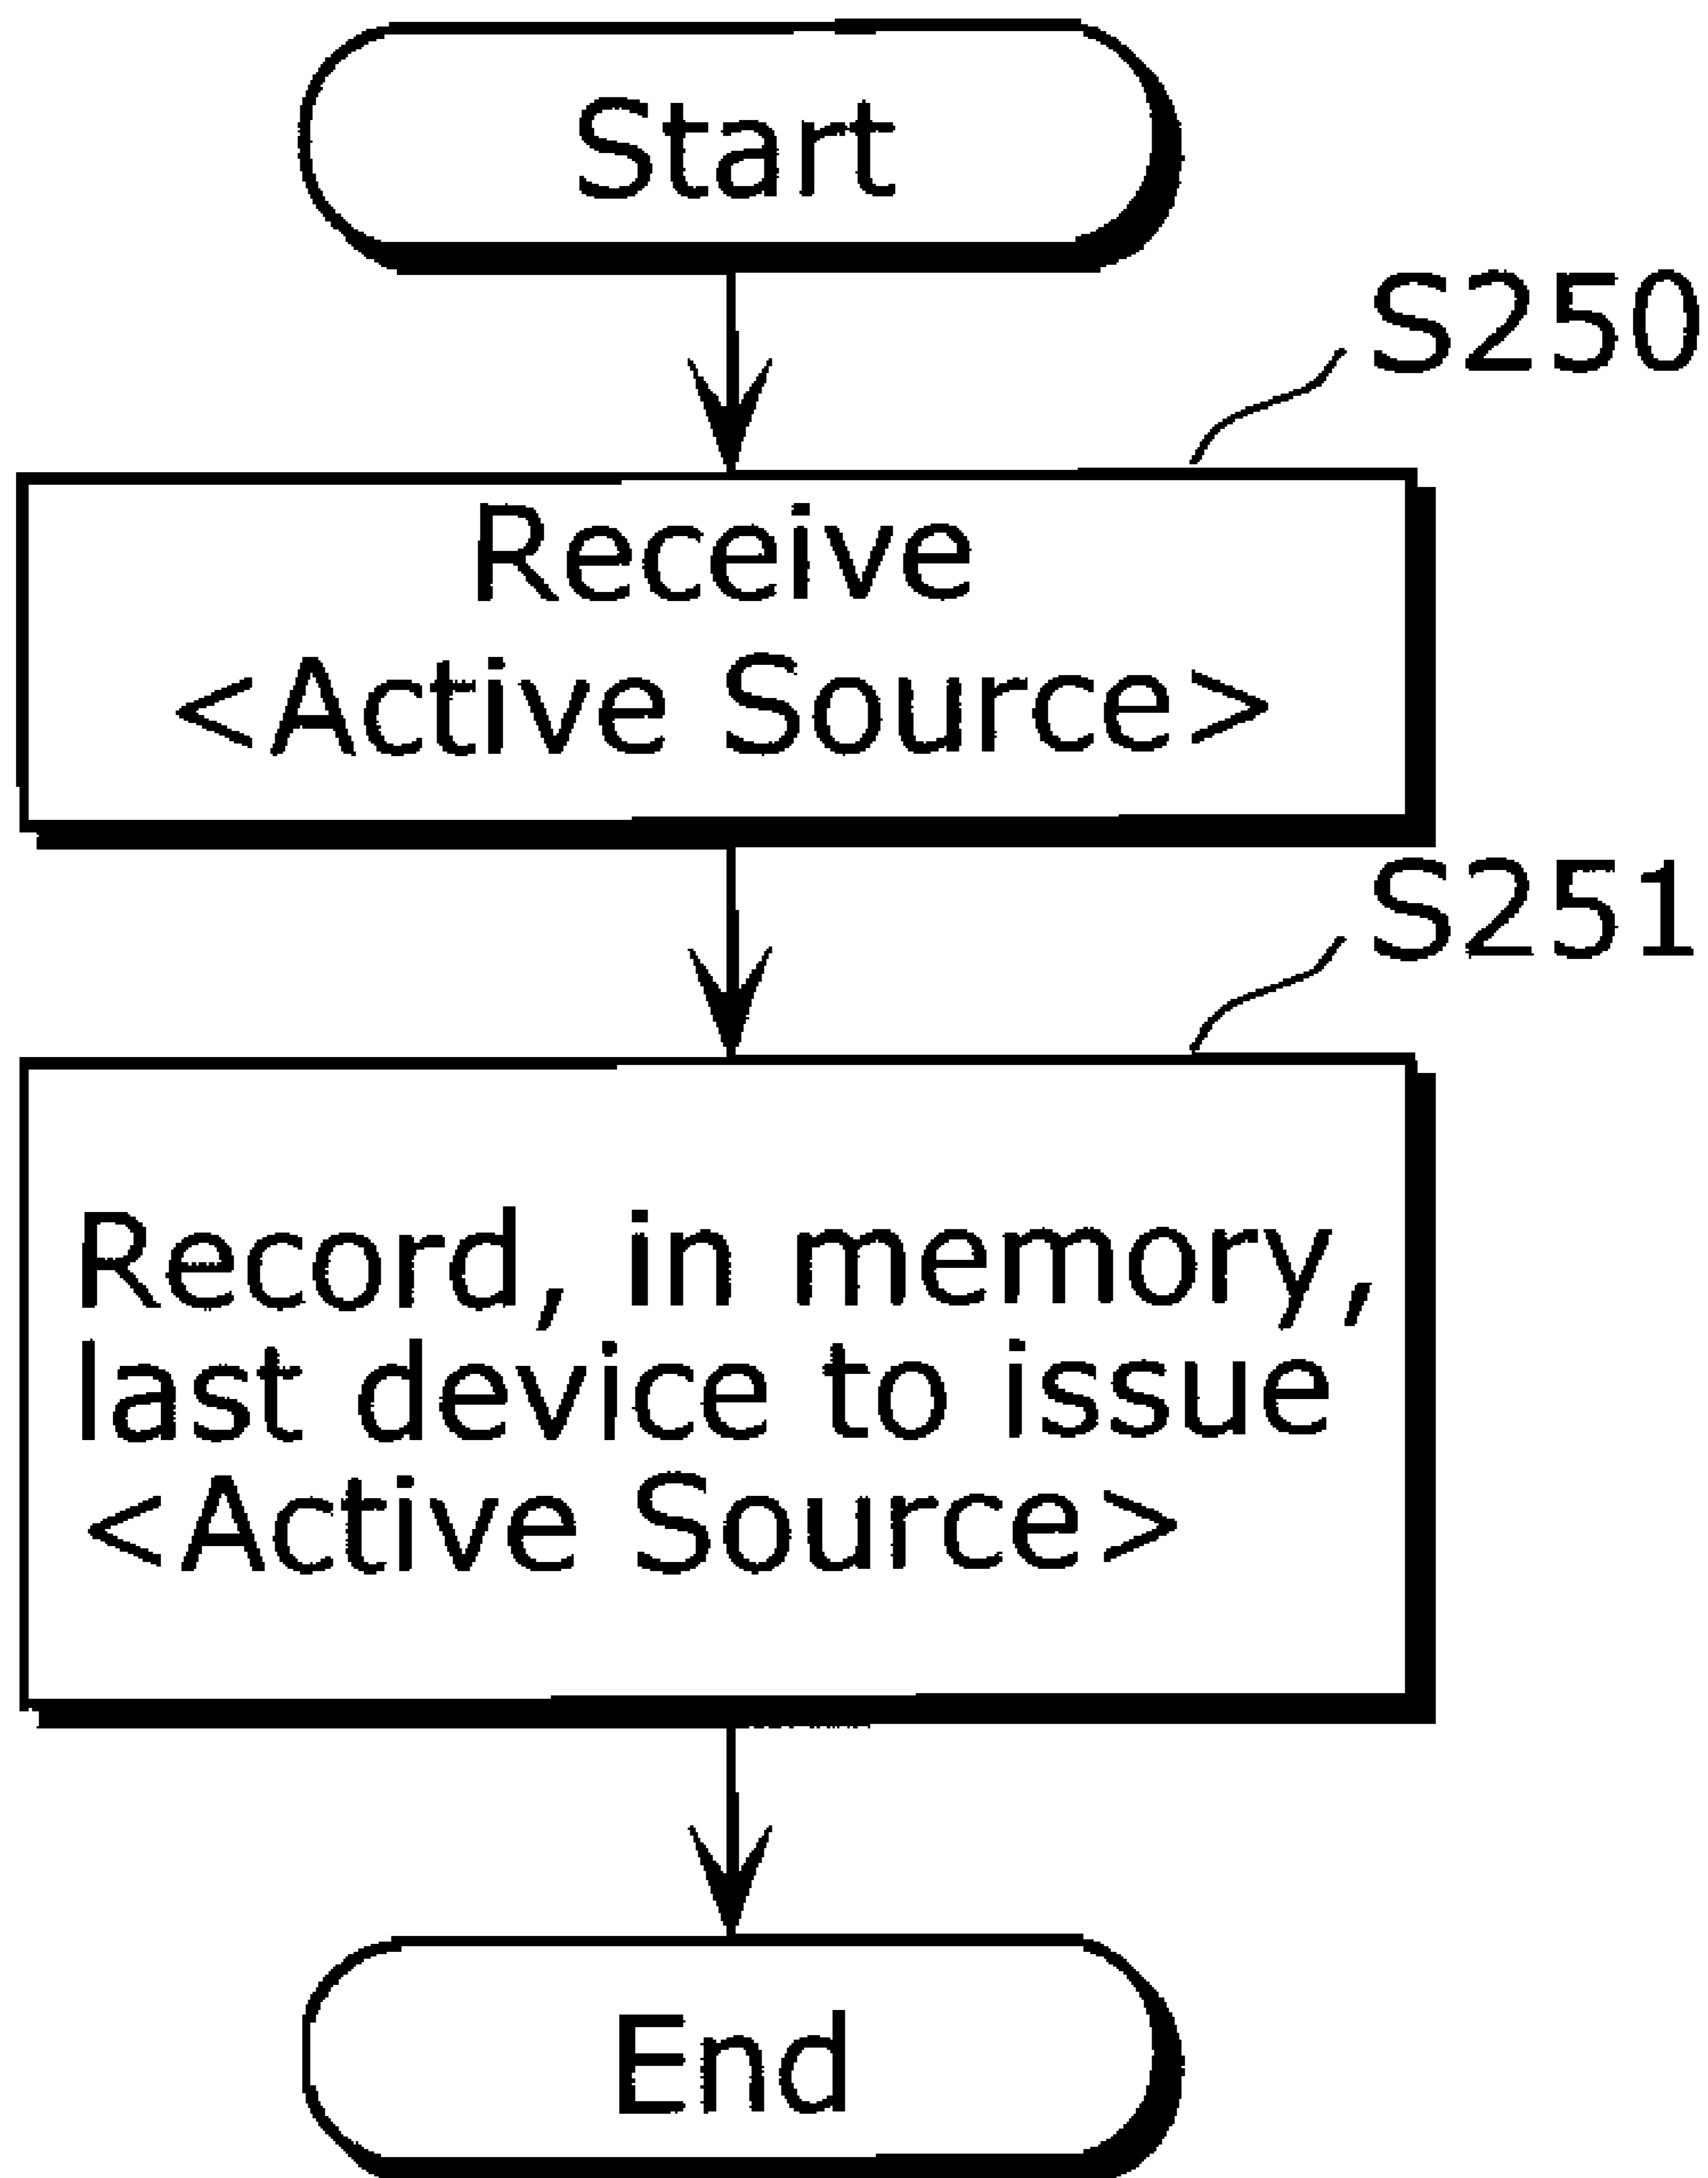 Start
S250
Receive
<Active Source>
S251
Record, in memory,
last device to issue
<Active Source>
End